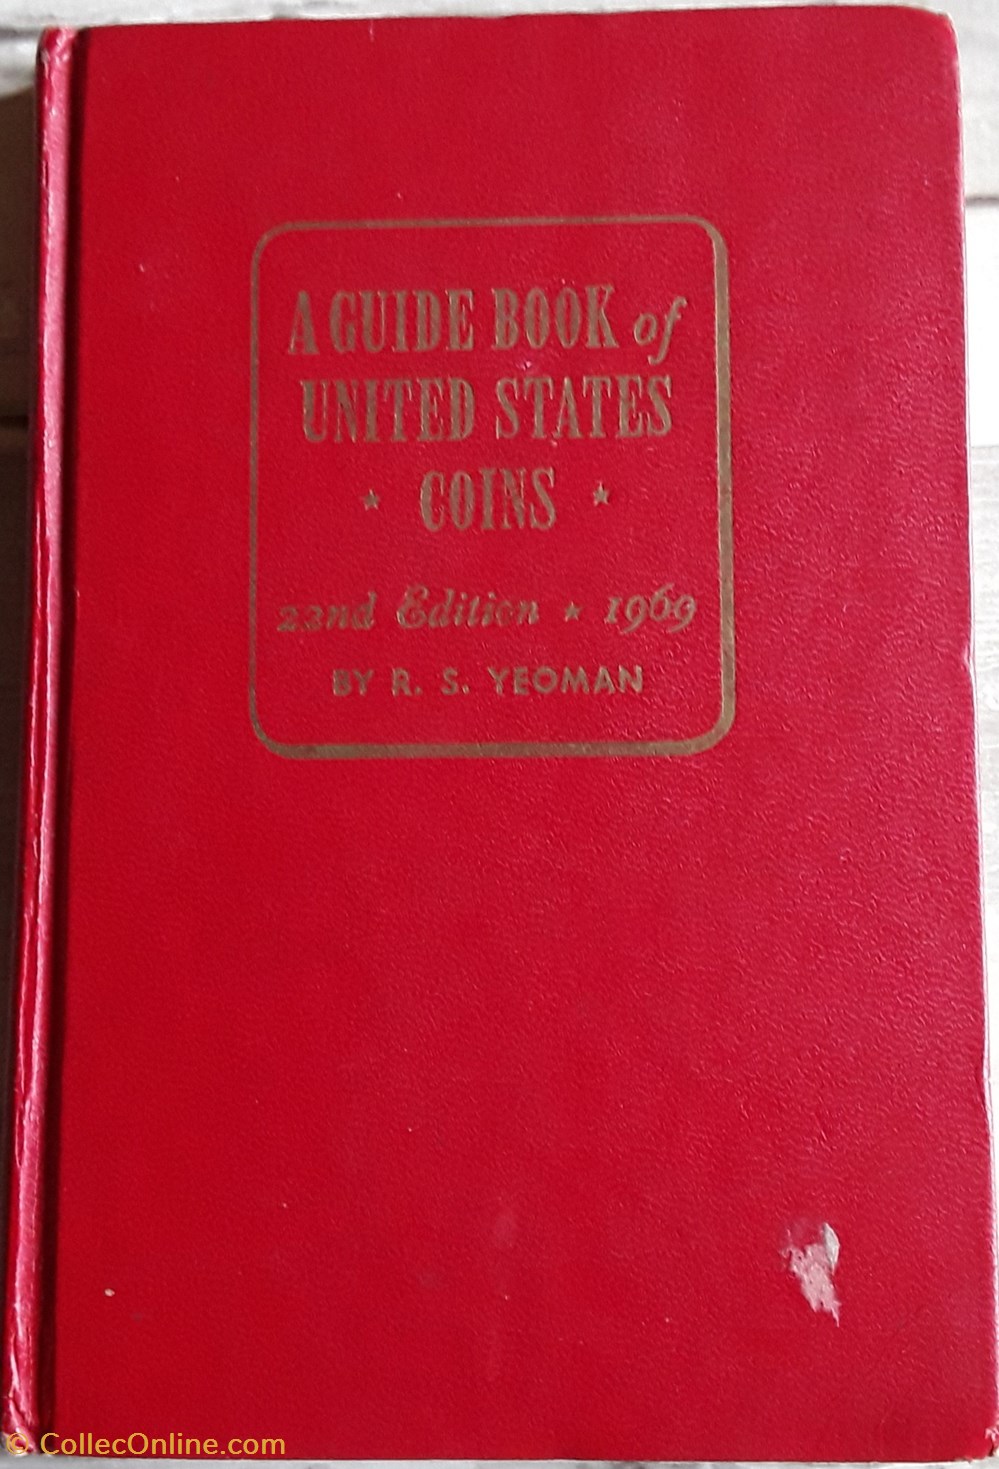 A GUIDE BOOK of
UNITED STATES
★ COINS ★
22nd Edition ★ 1969
BY R. S. YEOMAN
© CollecOnline.com